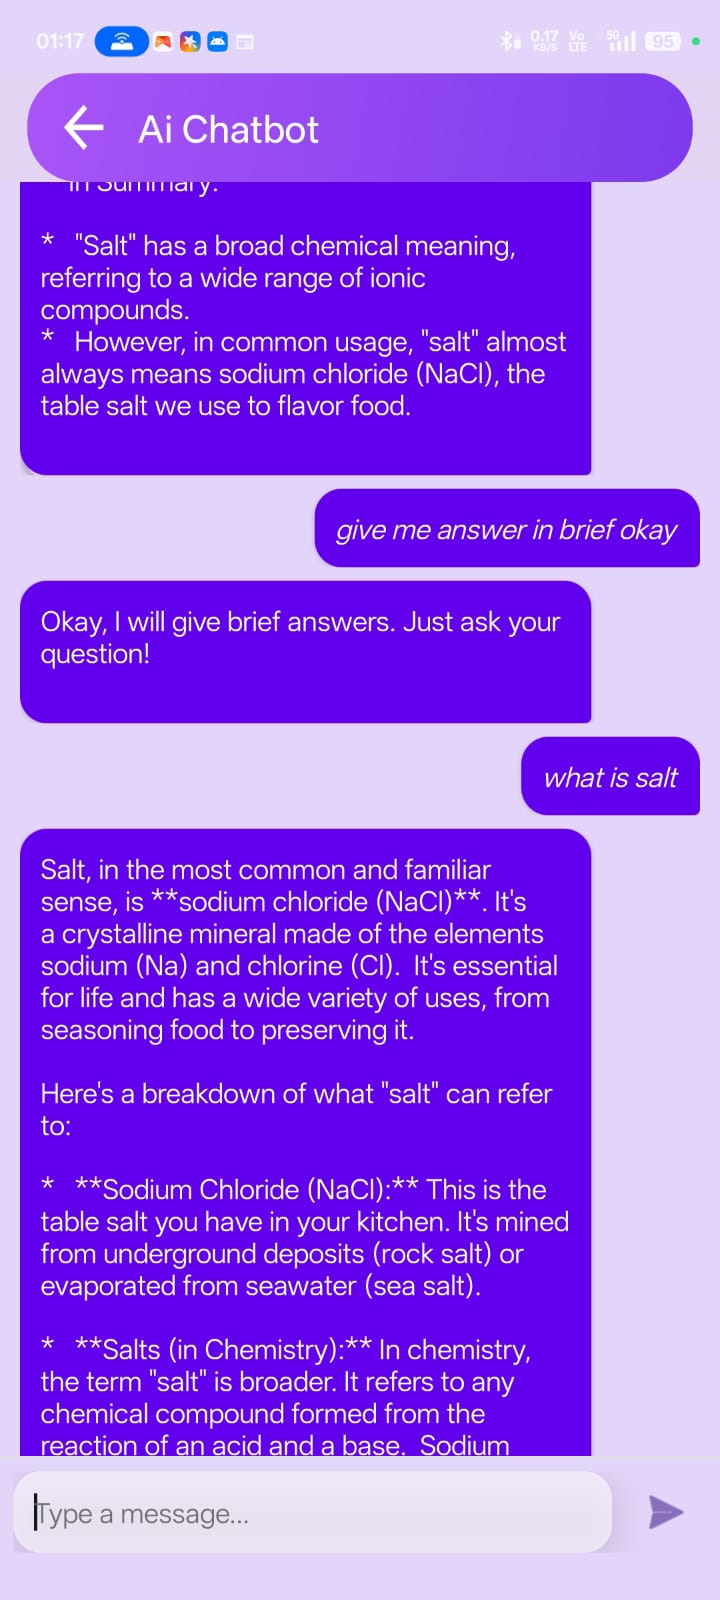 01:17
0.17 KB/S Vo LTE 5G 95
Ai Chatbot
In Summary:
*   "Salt" has a broad chemical meaning,
referring to a wide range of ionic
compounds.
*   However, in common usage, "salt" almost
always means sodium chloride (NaCl), the
table salt we use to flavor food.
give me answer in brief okay
Okay, I will give brief answers. Just ask your
question!
what is salt
Salt, in the most common and familiar
sense, is **sodium chloride (NaCl)**. It's
a crystalline mineral made of the elements
sodium (Na) and chlorine (Cl).  It's essential
for life and has a wide variety of uses, from
seasoning food to preserving it.
Here's a breakdown of what "salt" can refer
to:
*   **Sodium Chloride (NaCl):** This is the
table salt you have in your kitchen. It's mined
from underground deposits (rock salt) or
evaporated from seawater (sea salt).
*   **Salts (in Chemistry):** In chemistry,
the term "salt" is broader. It refers to any
chemical compound formed from the
reaction of an acid and a base.  Sodium
Type a message...